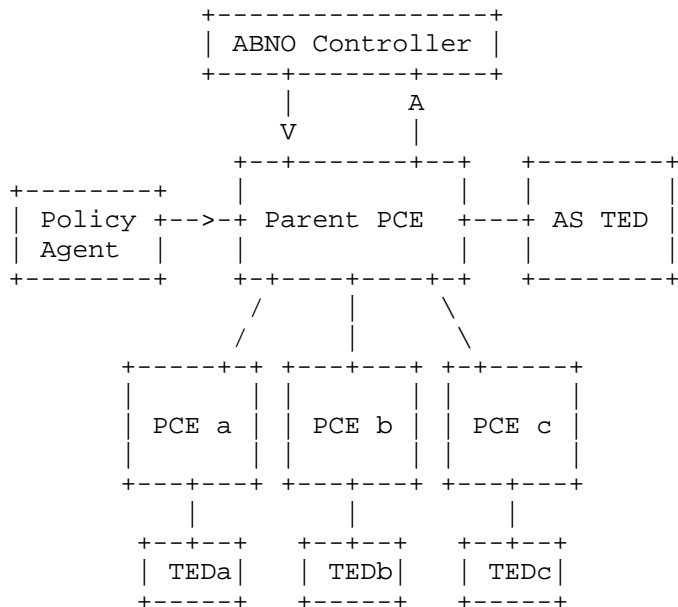 ABNO Controller
A
V
Policy Agent
Parent PCE
AS TED
PCE a
PCE b
PCE c
TEDa
TEDb
TEDc